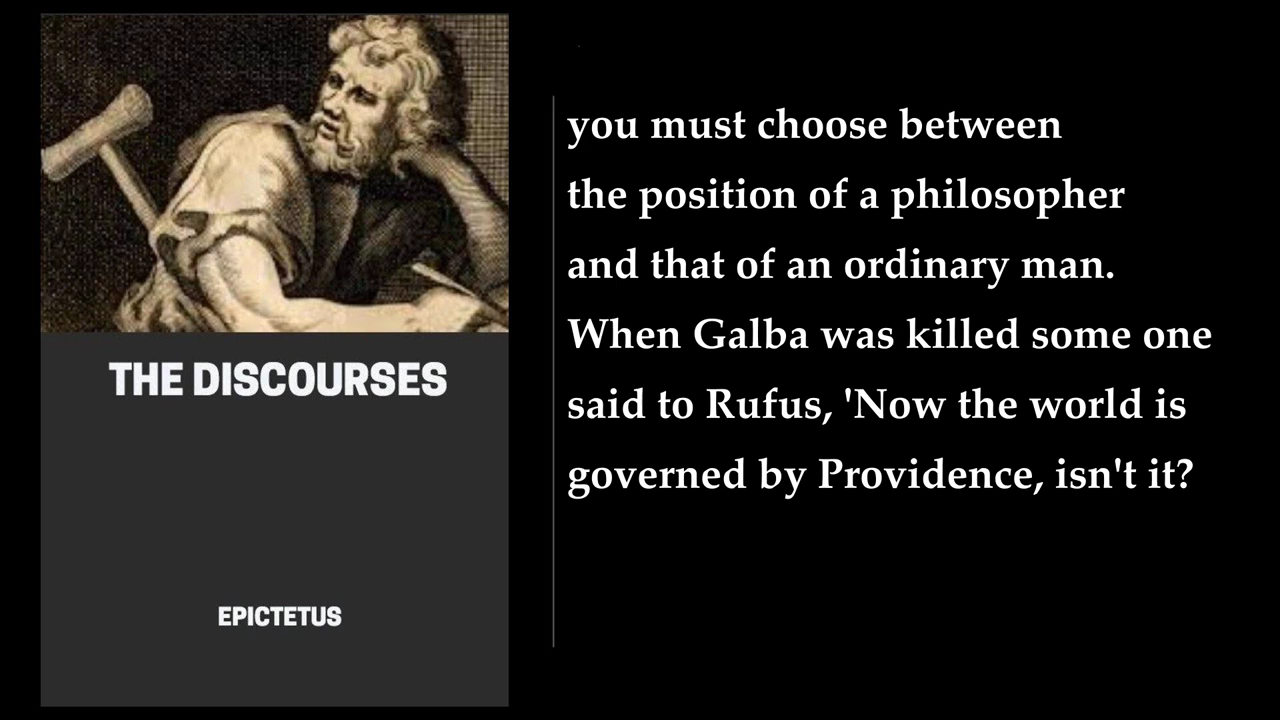 THE DISCOURSES
EPICTETUS
you must choose between
the position of a philosopher
and that of an ordinary man.
When Galba was killed some one
said to Rufus, 'Now the world is
governed by Providence, isn't it?